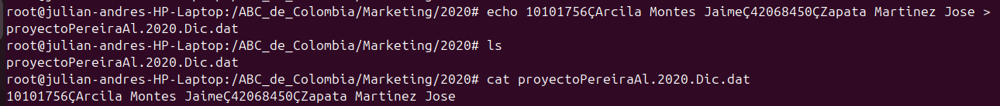 root@julian-andres-HP-Laptop:/ABC_de_Colombia/Marketing/2020# echo 10101756ÇArcila Montes JaimeÇ42068450ÇZapata Martinez Jose >
proyectoPereiraAl.2020.Dic.dat
root@julian-andres-HP-Laptop:/ABC_de_Colombia/Marketing/2020# ls
proyectoPereiraAl.2020.Dic.dat
root@julian-andres-HP-Laptop:/ABC_de_Colombia/Marketing/2020# cat proyectoPereiraAl.2020.Dic.dat
10101756ÇArcila Montes JaimeÇ42068450ÇZapata Martinez Jose